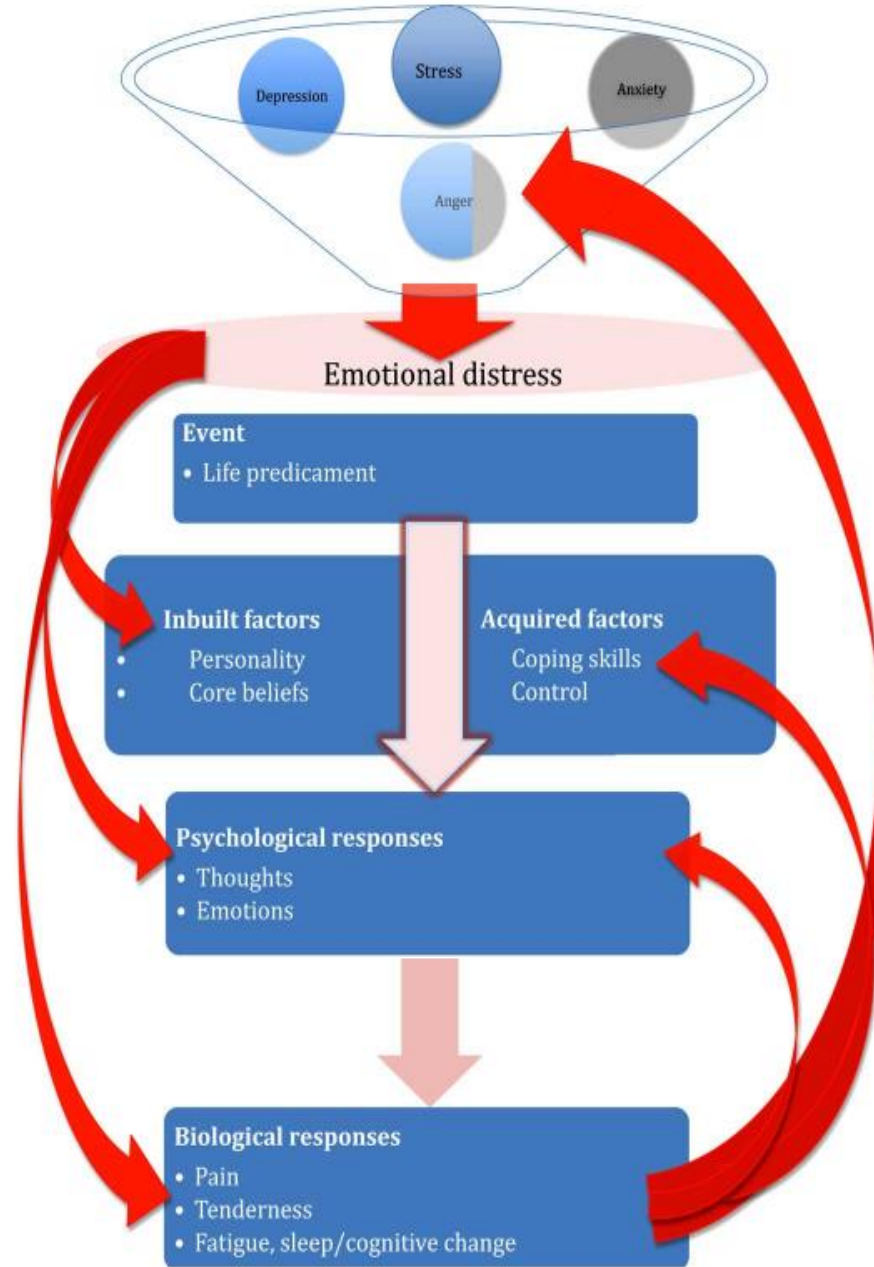 Stress
Depression
Anxiety
Anger
Emotional distress
Event
• Life predicament
Inbuilt factors
• Personality
• Core beliefs
Acquired factors
Coping skills
Control
Psychological responses
• Thoughts
• Emotions
Biological responses
• Pain
• Tenderness
• Fatigue, sleep/cognitive change